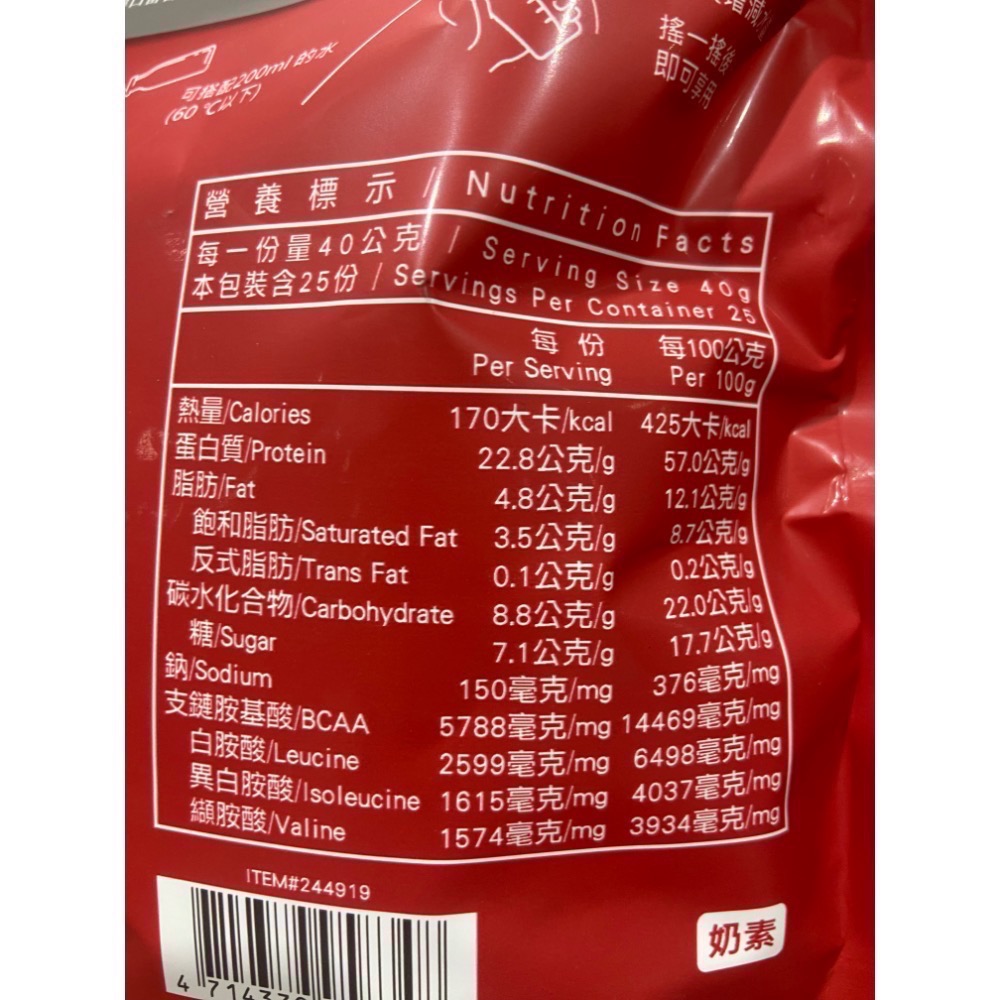 可搭配200ml 的水
(60 ℃以下)
搖一搖後
即可享用
營養標示 / Nutrition Facts
每一份量40公克 / Serving Size 40g
本包裝含25份 / Servings Per Container 25
每 份 每100公克
Per Serving Per 100g
熱量/Calories 170大卡/kcal 425大卡/kcal
蛋白質/Protein 22.8公克/g 57.0公克/g
脂肪/Fat 4.8公克/g 12.1公克/g
飽和脂肪/Saturated Fat 3.5公克/g 8.7公克/g
反式脂肪/Trans Fat 0.1公克/g 0.2公克/g
碳水化合物/Carbohydrate 8.8公克/g 22.0公克/g
糖/Sugar 7.1公克/g 17.7公克/g
鈉/Sodium 150毫克/mg 376毫克/mg
支鏈胺基酸/BCAA 5788毫克/mg 14469毫克/mg
白胺酸/Leucine 2599毫克/mg 6498毫克/mg
異白胺酸/Isoleucine 1615毫克/mg 4037毫克/mg
纈胺酸/Valine 1574毫克/mg 3934毫克/mg
ITEM#244919
奶素